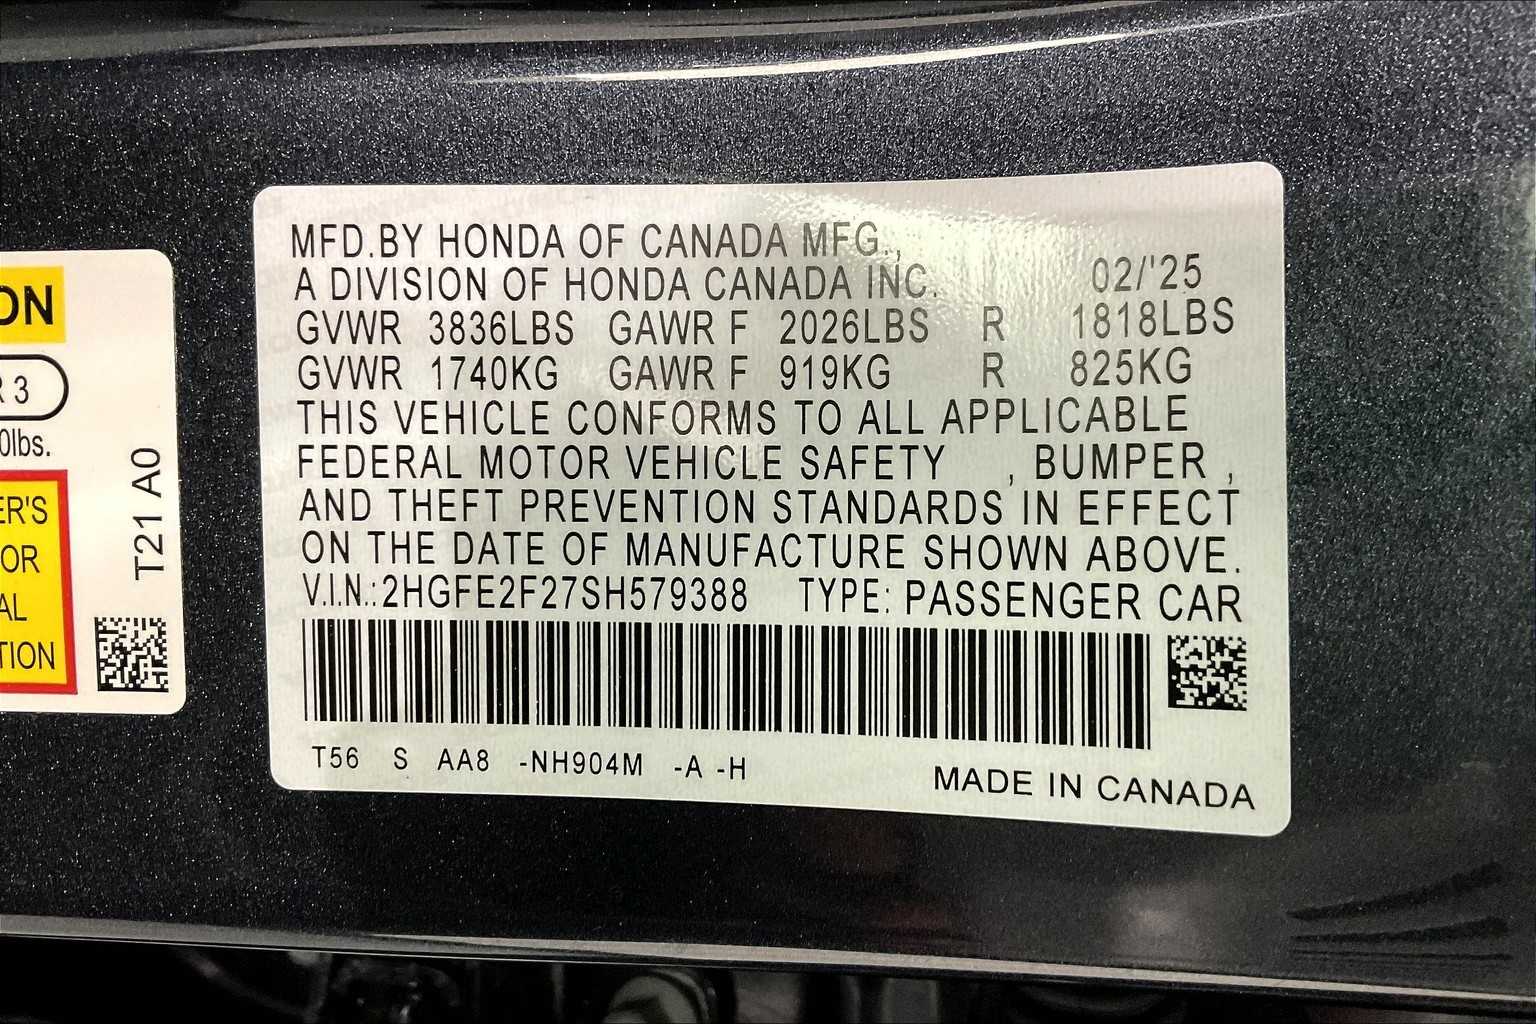 ON
R 3
0lbs.
ER'S
OR
AL
TION
T21 A0
MFD.BY HONDA OF CANADA MFG.,
A DIVISION OF HONDA CANADA INC. 02/'25
GVWR 3836LBS GAWR F 2026LBS R 1818LBS
GVWR 1740KG GAWR F 919KG R 825KG
THIS VEHICLE CONFORMS TO ALL APPLICABLE
FEDERAL MOTOR VEHICLE SAFETY , BUMPER ,
AND THEFT PREVENTION STANDARDS IN EFFECT
ON THE DATE OF MANUFACTURE SHOWN ABOVE.
V.I.N.:2HGFE2F27SH579388 TYPE: PASSENGER CAR
T56 S AA8 -NH904M -A -H
MADE IN CANADA